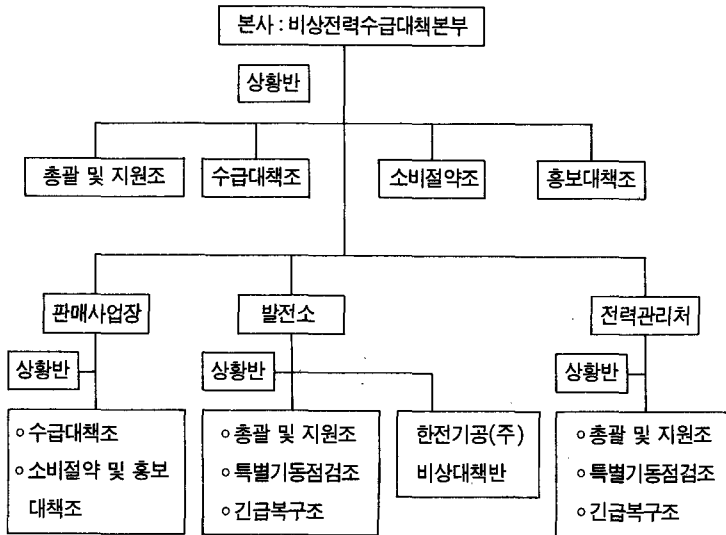 본사 : 비상전력수급대책본부
상황반
총괄 및 지원조
수급대책조
소비절약조
홍보대책조
판매사업장
발전소
전력관리처
상황반
상황반
상황반
○ 수급대책조
○ 소비절약 및 홍보
대책조
○ 총괄 및 지원조
○ 특별기동점검조
○ 긴급복구조
한전기공(주)
비상대책반
○ 총괄 및 지원조
○ 특별기동점검조
○ 긴급복구조